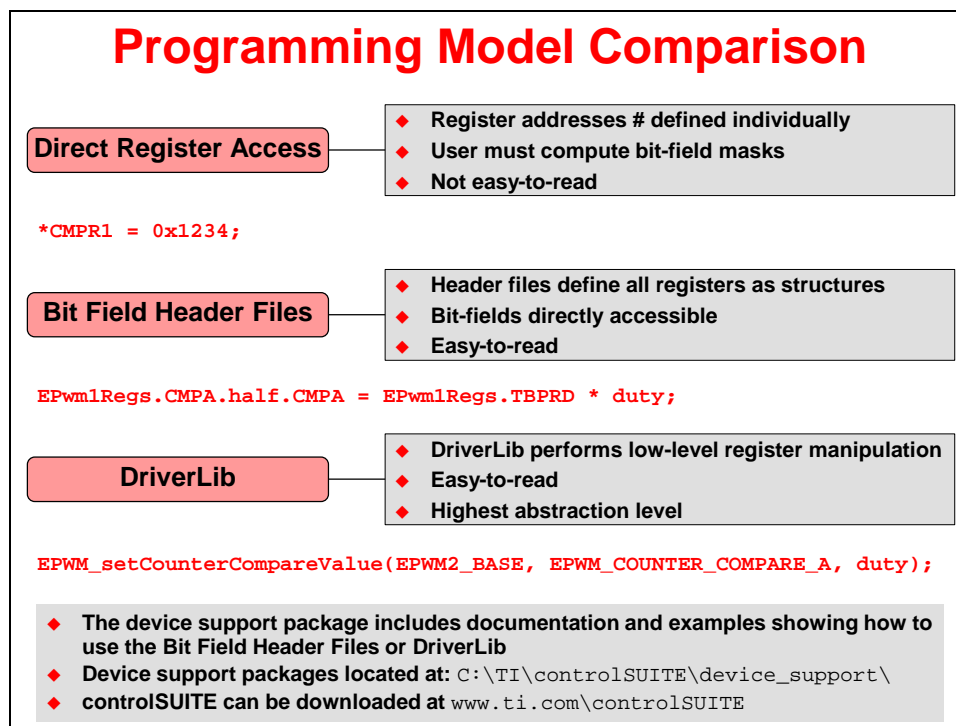 Programming Model Comparison
Direct Register Access
Register addresses # defined individually
User must compute bit-field masks
Not easy-to-read
*CMPR1 = 0x1234;
Bit Field Header Files
Header files define all registers as structures
Bit-fields directly accessible
Easy-to-read
EPwm1Regs.CMPA.half.CMPA = EPwm1Regs.TBPRD * duty;
DriverLib
DriverLib performs low-level register manipulation
Easy-to-read
Highest abstraction level
EPWM_setCounterCompareValue(EPWM2_BASE, EPWM_COUNTER_COMPARE_A, duty);
The device support package includes documentation and examples showing how to
use the Bit Field Header Files or DriverLib
Device support packages located at: C:\TI\controlSUITE\device_support\
controlSUITE can be downloaded at www.ti.com\controlSUITE